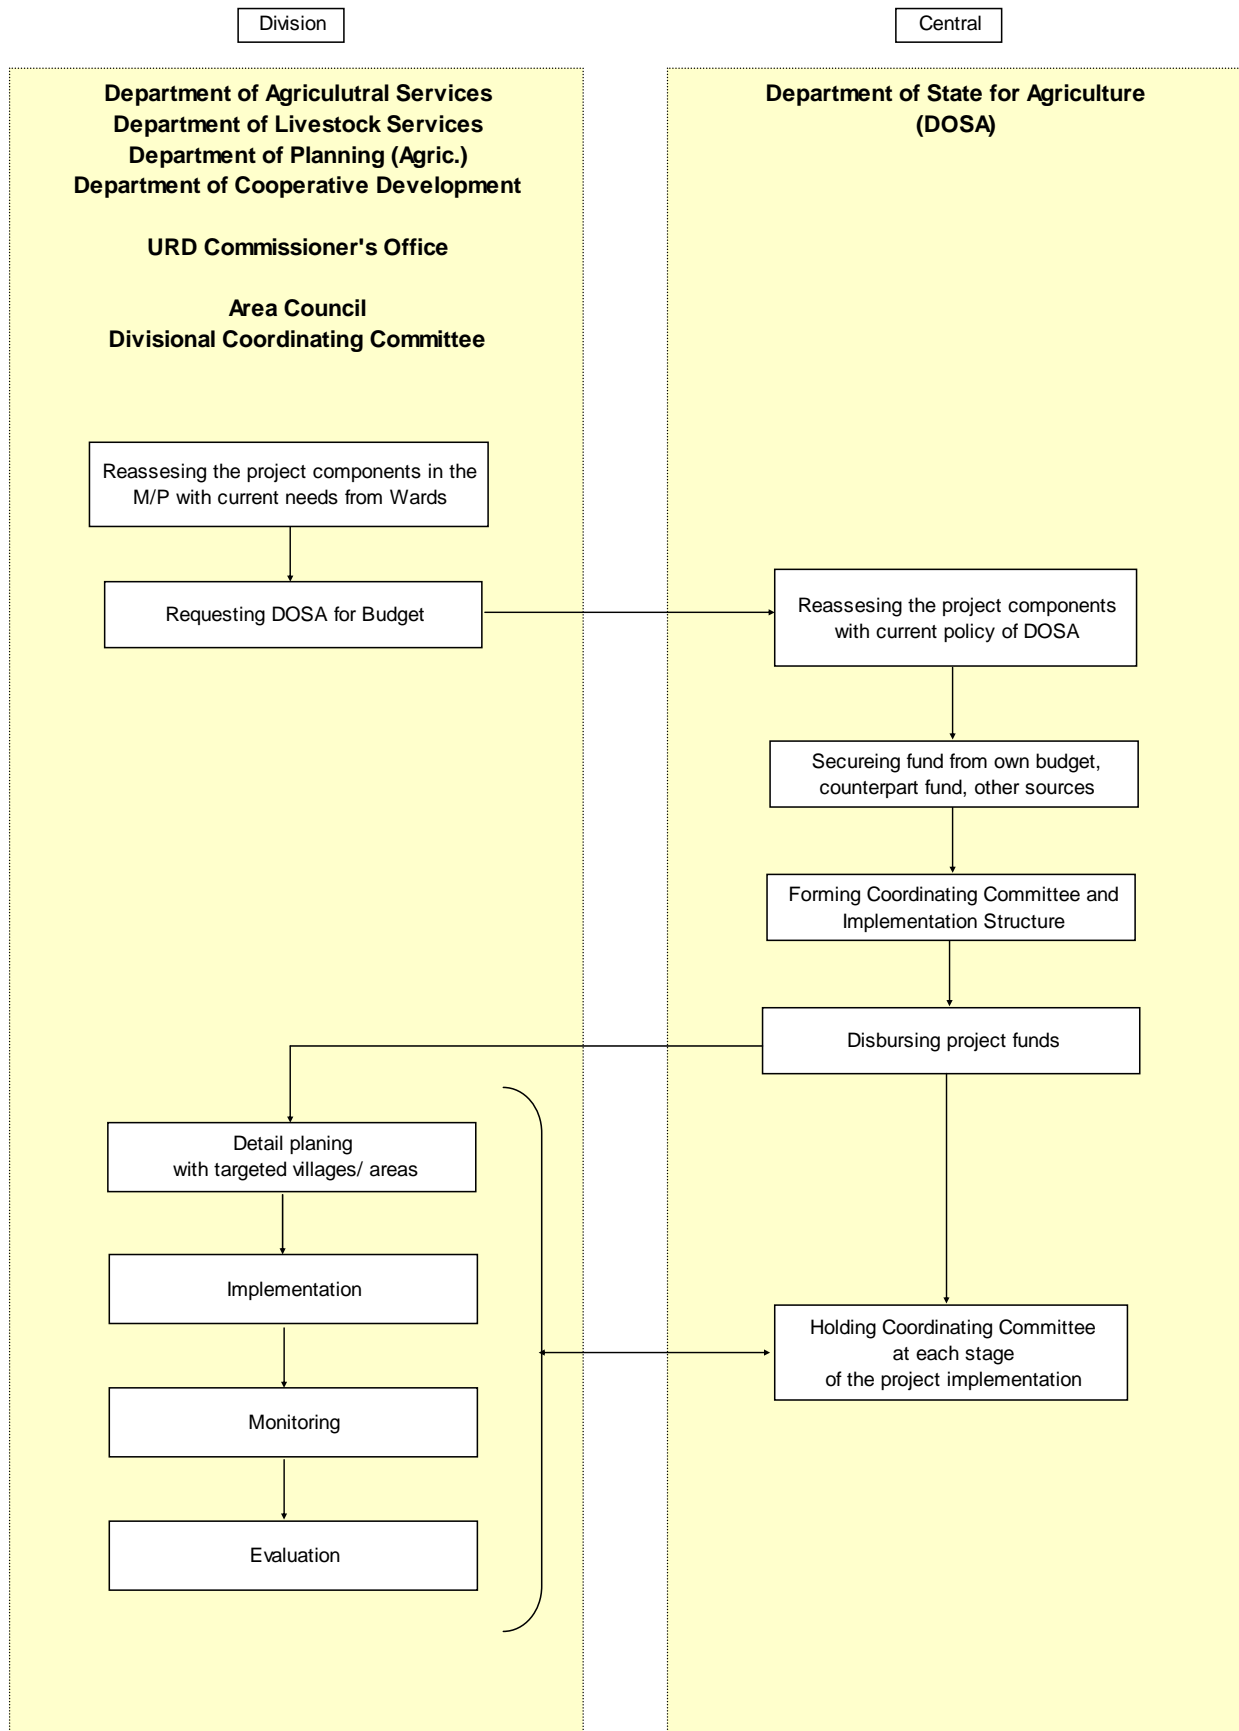 Division
Central
Department of Agriculutral Services
Department of Livestock Services
Department of Planning (Agric.)
Department of Cooperative Development
URD Commissioner's Office
Area Council
Divisional Coordinating Committee
Department of State for Agriculture
(DOSA)
Reassesing the project components in the
M/P with current needs from Wards
Requesting DOSA for Budget
Reassesing the project components
with current policy of DOSA
Secureing fund from own budget,
counterpart fund, other sources
Forming Coordinating Committee and
Implementation Structure
Disbursing project funds
Detail planing
with targeted villages/ areas
Implementation
Monitoring
Evaluation
Holding Coordinating Committee
at each stage
of the project implementation